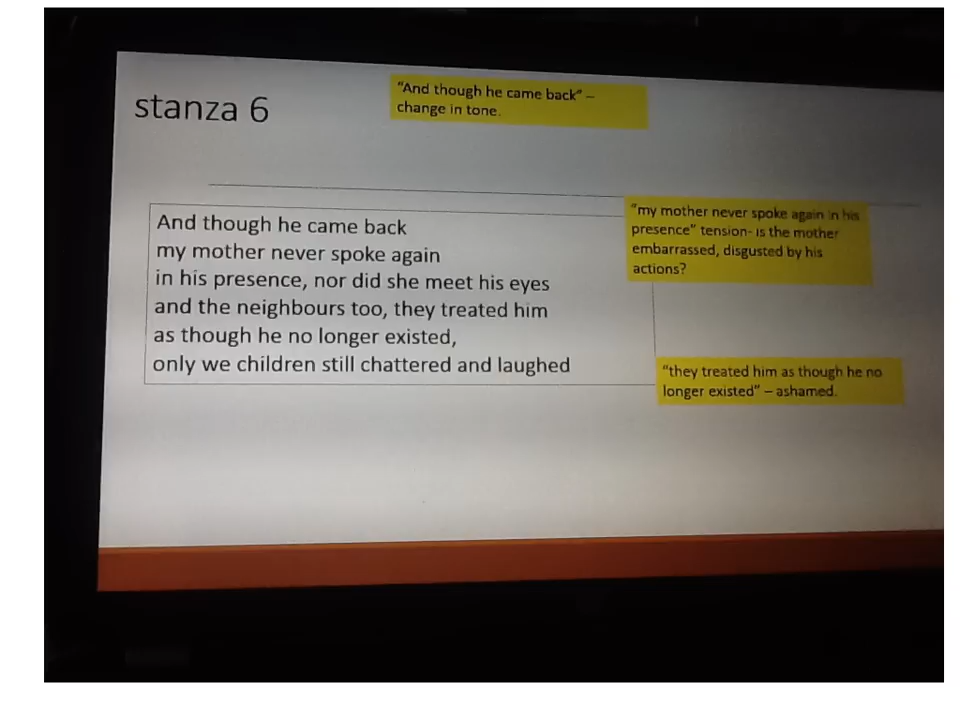 stanza 6
"And though he came back" –
change in tone.
And though he came back
my mother never spoke again
in his presence, nor did she meet his eyes
and the neighbours too, they treated him
as though he no longer existed,
only we children still chattered and laughed
"my mother never spoke again in his
presence" tension- is the mother
embarrassed, disgusted by his
actions?
"they treated him as though he no
longer existed" – ashamed.